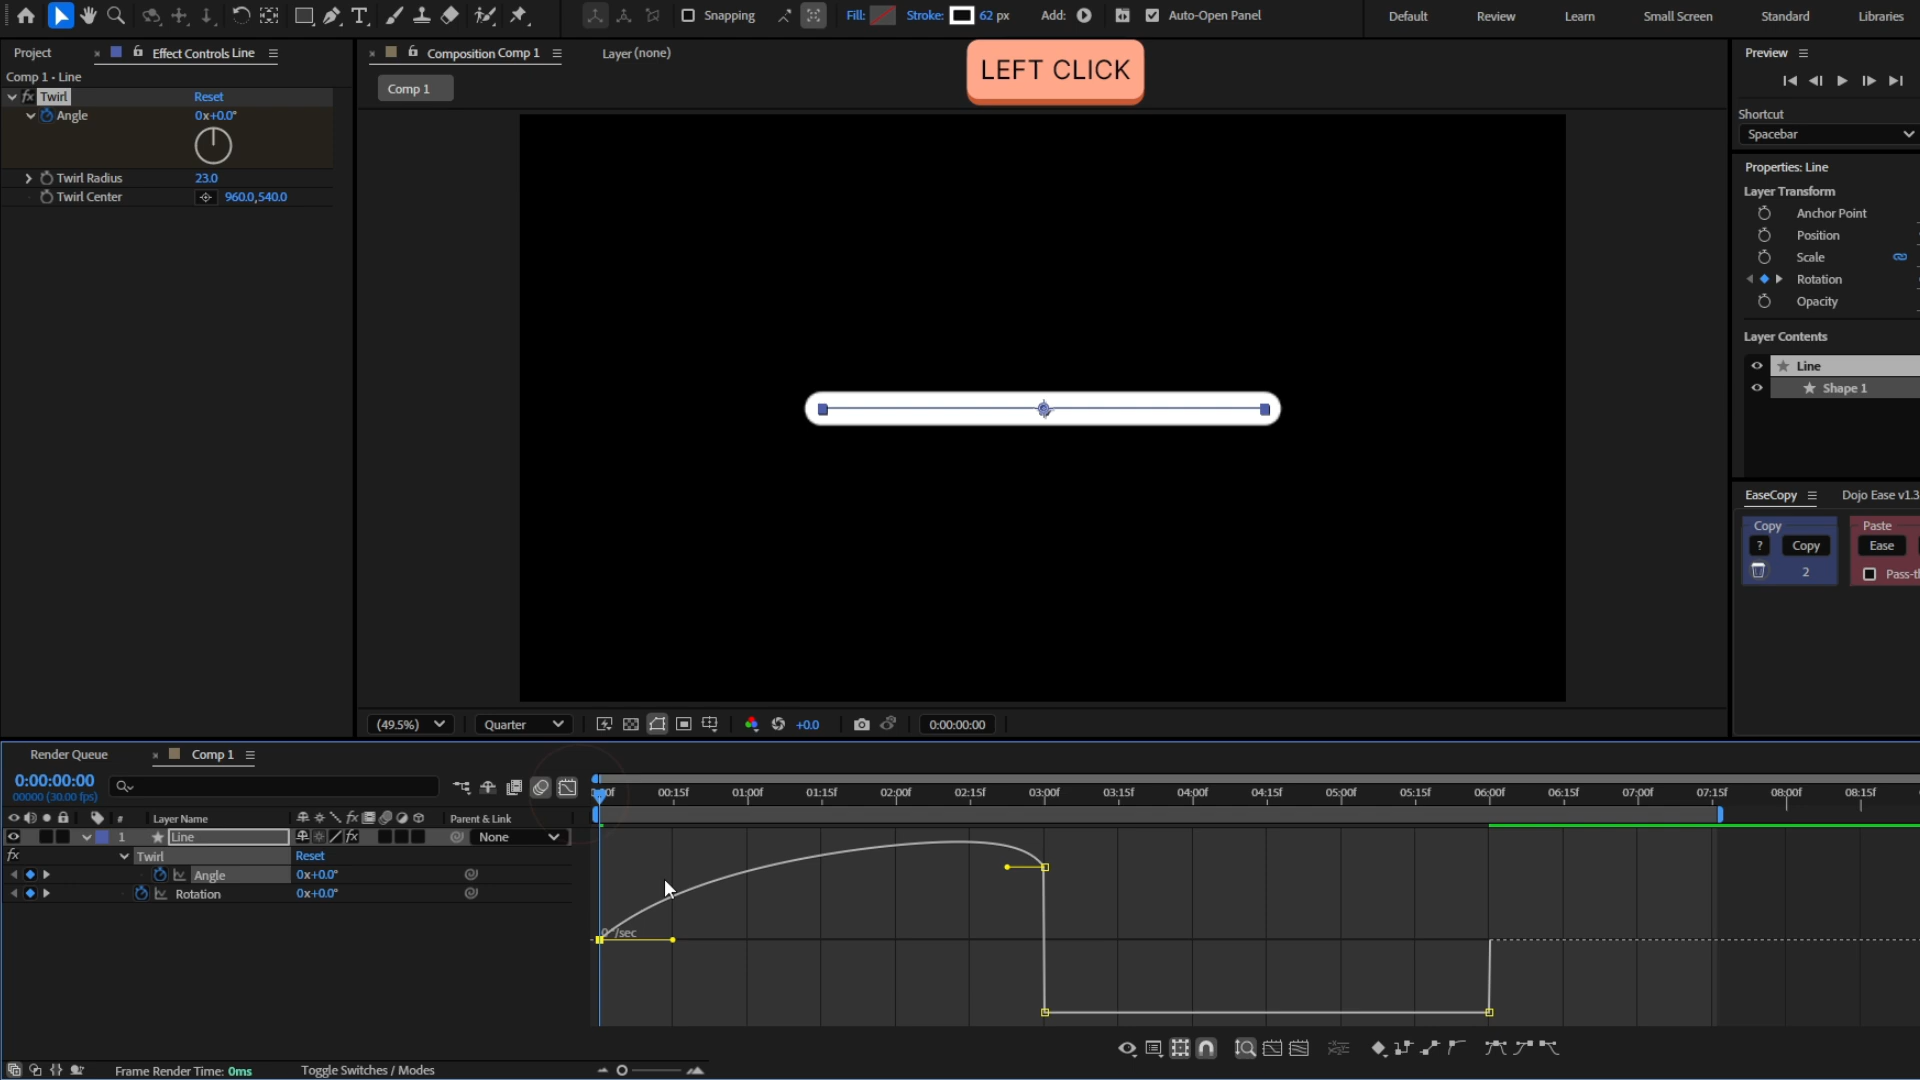 Snapping
Fill:
Stroke:
62 px
Add:
Auto-Open Panel
Default
Review
Learn
Small Screen
Standard
Libraries
Project
Effect Controls Line
Composition Comp 1
Layer (none)
LEFT CLICK
Preview
Comp 1 • Line
Comp 1
fx Twirl
Reset
Angle
0x+0.0°
Twirl Radius
23.0
Twirl Center
960.0,540.0
Shortcut
Spacebar
Properties: Line
Layer Transform
Anchor Point
Position
Scale
Rotation
Opacity
Layer Contents
Line
Shape 1
EaseCopy
Dojo Ease v1.3
Copy
Paste
?
Copy
Ease
2
(49.5%)
Quarter
+0.0
0:00:00:00
Render Queue
Comp 1
0:00:00:00
00000 (30.00 fps)
00:15f
01:00f
01:15f
02:00f
02:15f
03:00f
03:15f
04:00f
04:15f
05:00f
05:15f
06:00f
06:15f
07:00f
07:15f
08:00f
08:15f
#
Layer Name
fx
Parent & Link
1
Line
fx
None
fx
Twirl
Reset
Angle
0x+0.0°
Rotation
0x+0.0°
0°/sec
Frame Render Time: 0ms
Toggle Switches / Modes